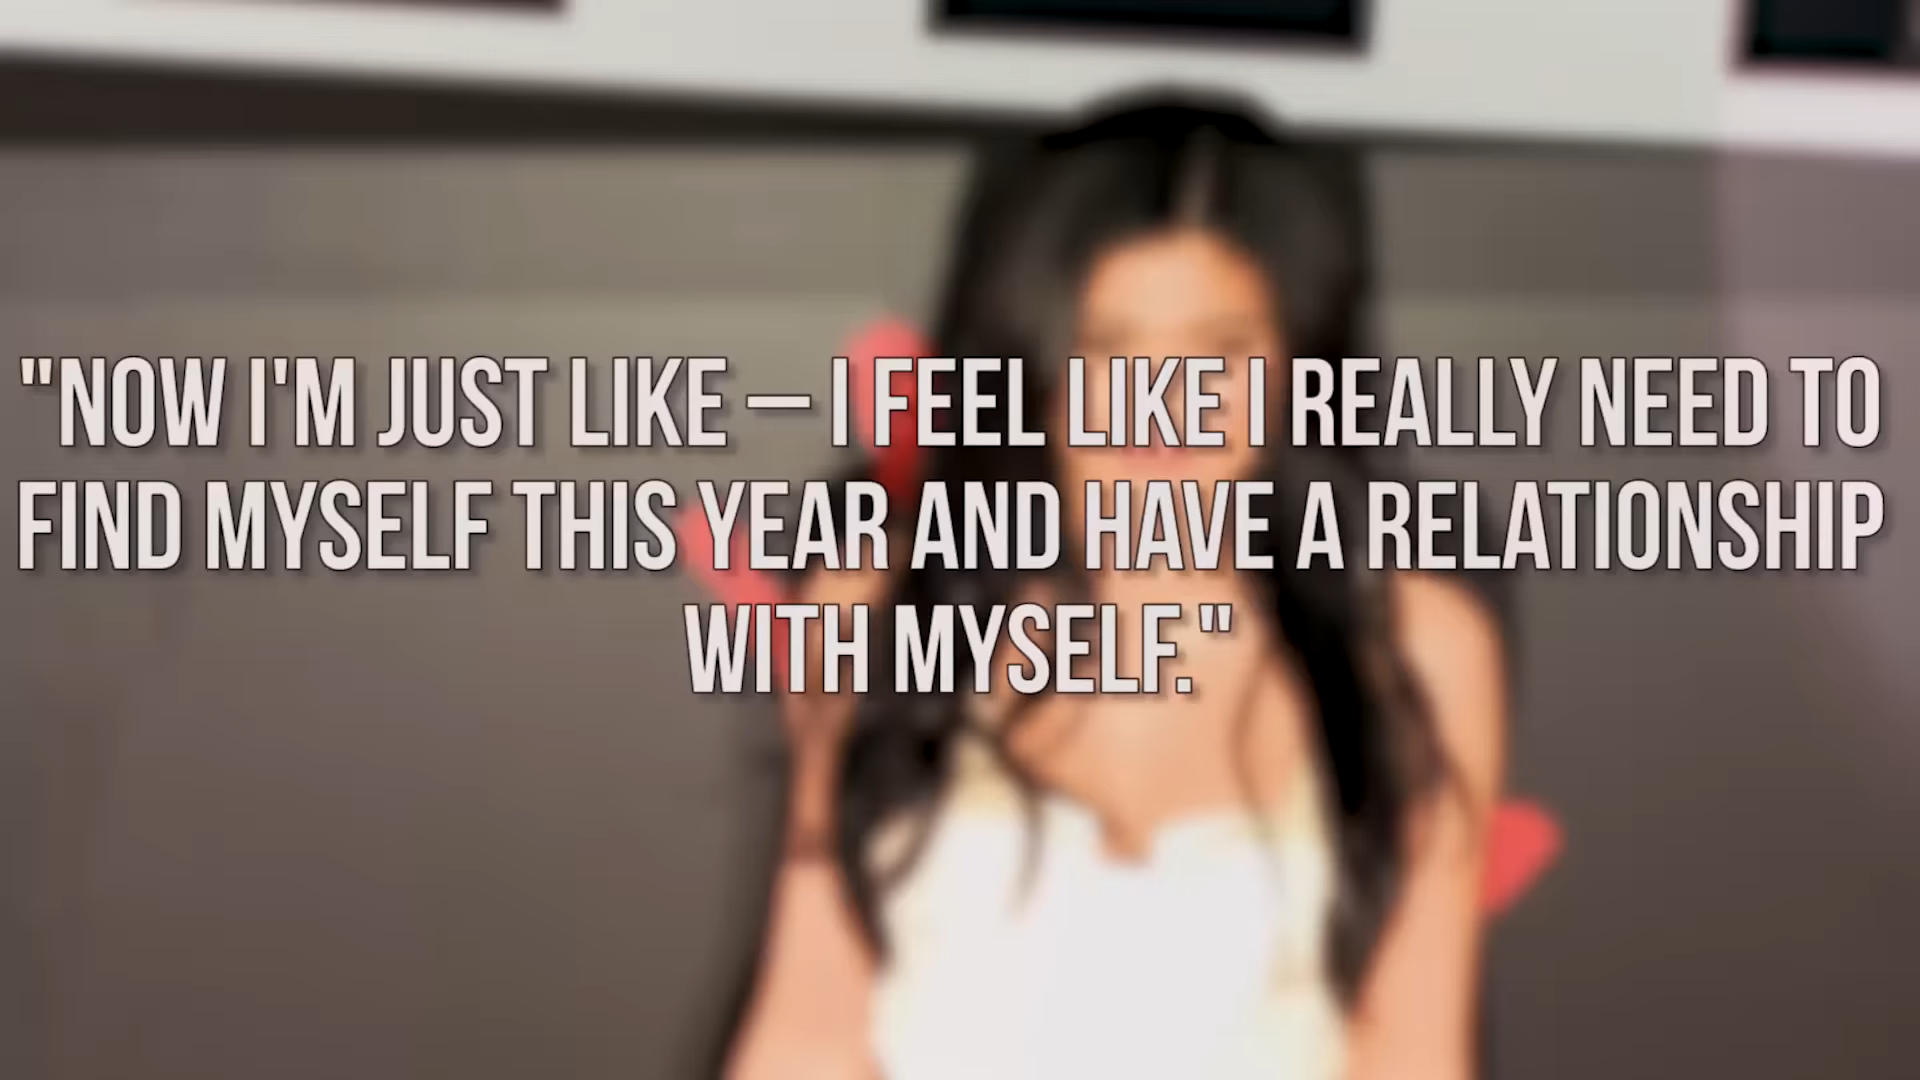 "NOW I'M JUST LIKE – I FEEL LIKE I REALLY NEED TO
FIND MYSELF THIS YEAR AND HAVE A RELATIONSHIP
WITH MYSELF."